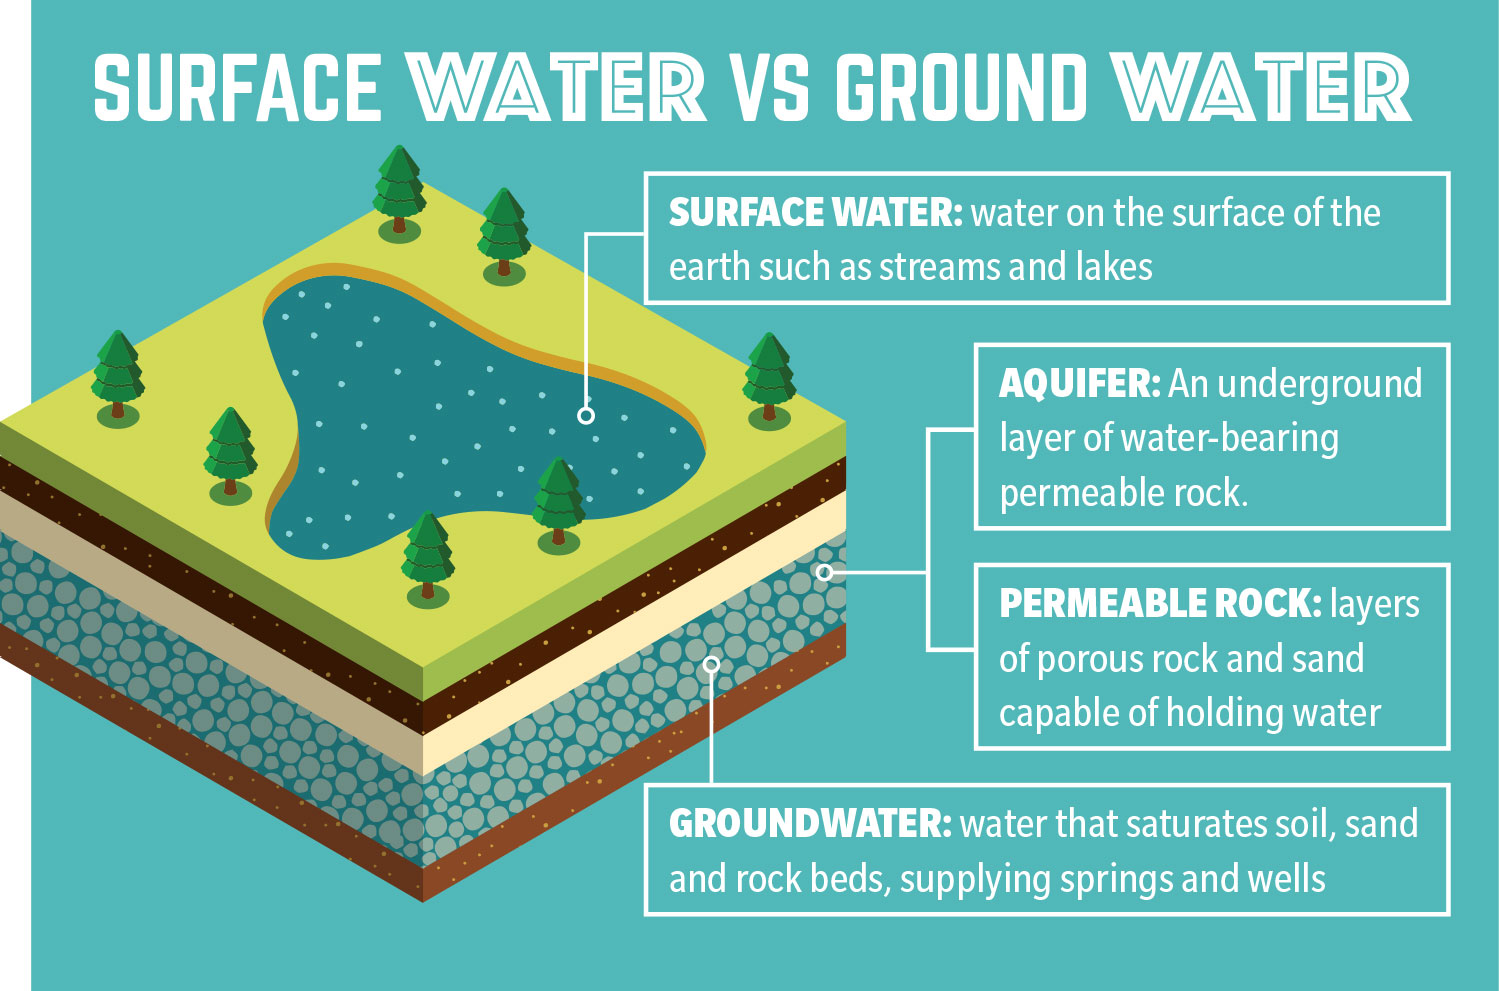 SURFACE WATER VS GROUND WATER
SURFACE WATER: water on the surface of the
earth such as streams and lakes
AQUIFER: An underground
layer of water-bearing
permeable rock.
PERMEABLE ROCK: layers
of porous rock and sand
capable of holding water
GROUNDWATER: water that saturates soil, sand
and rock beds, supplying springs and wells